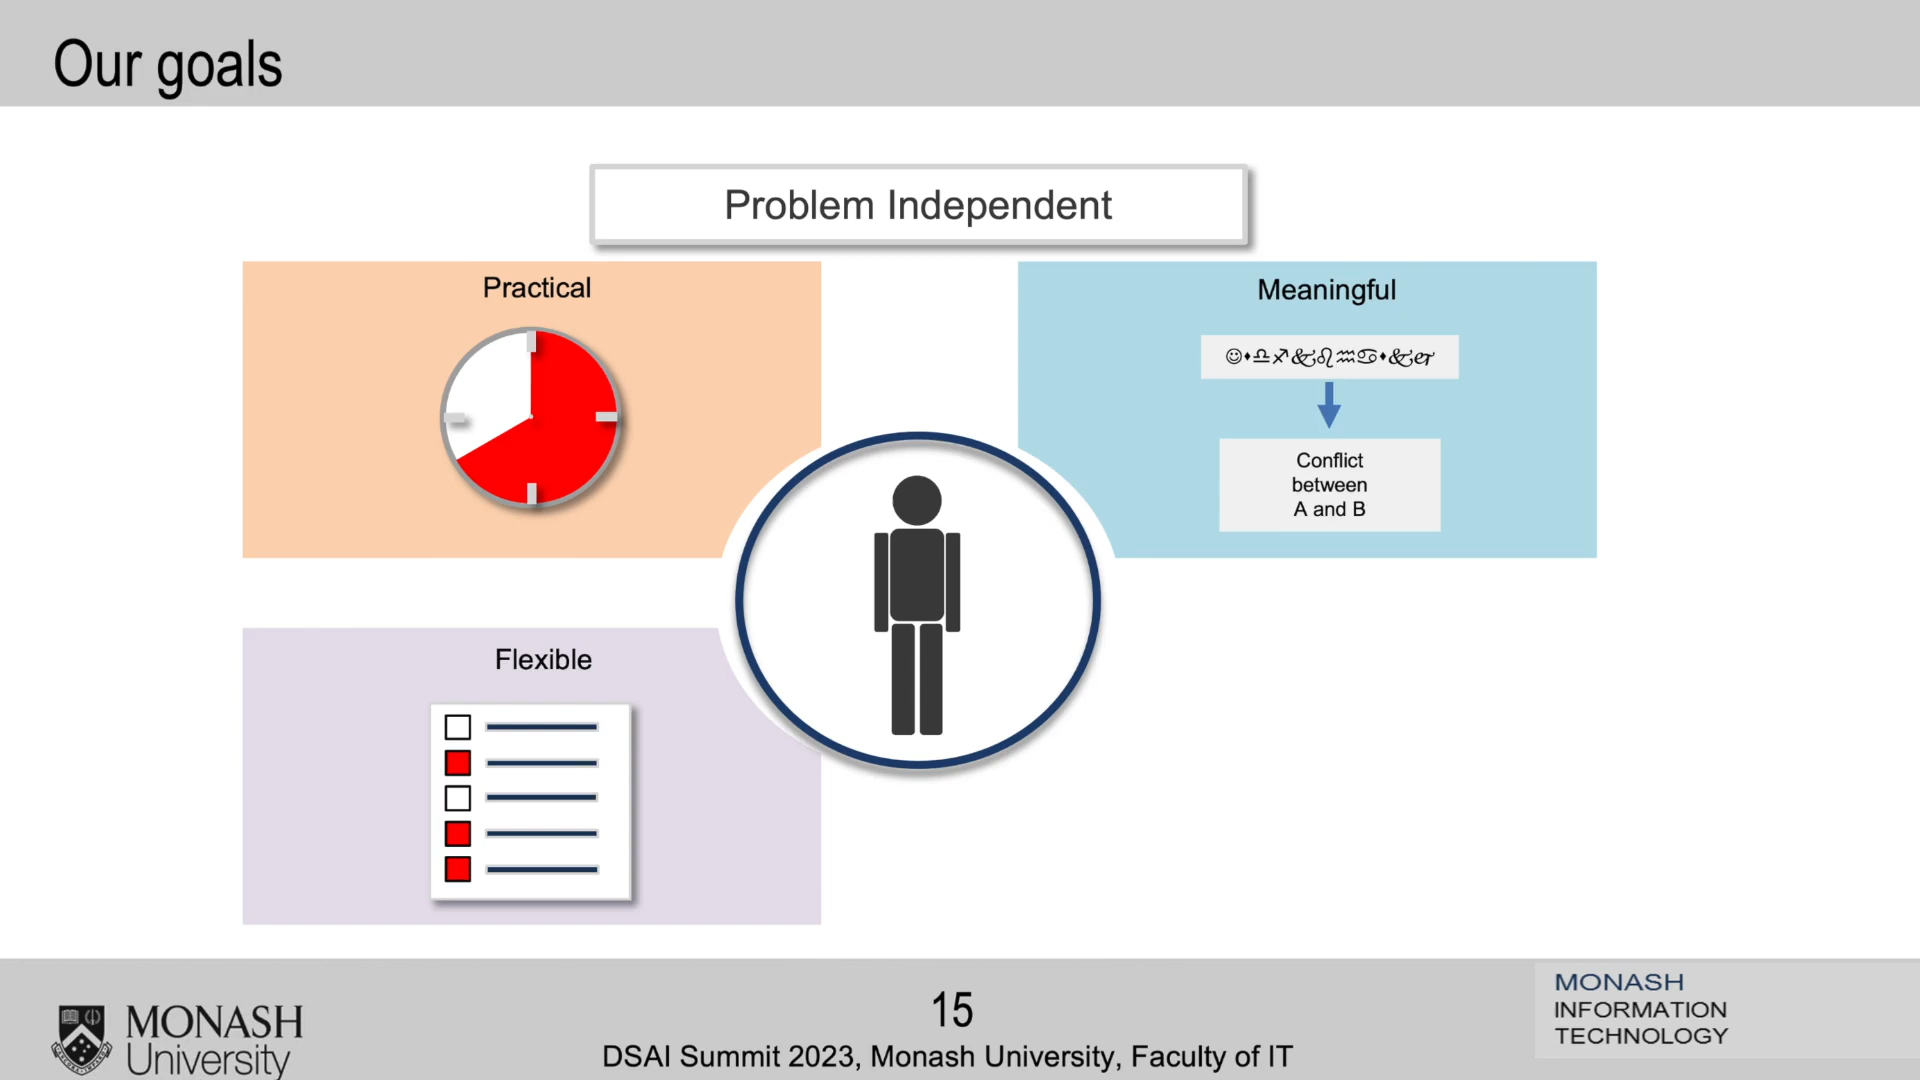 Our goals
Problem Independent
Practical
Meaningful
☺⬧♎♐🙰♌♒♋⬧🙰🙵
Conflict
between
A and B
Flexible
15
DSAI Summit 2023, Monash University, Faculty of IT
MONASH
University
MONASH
INFORMATION
TECHNOLOGY